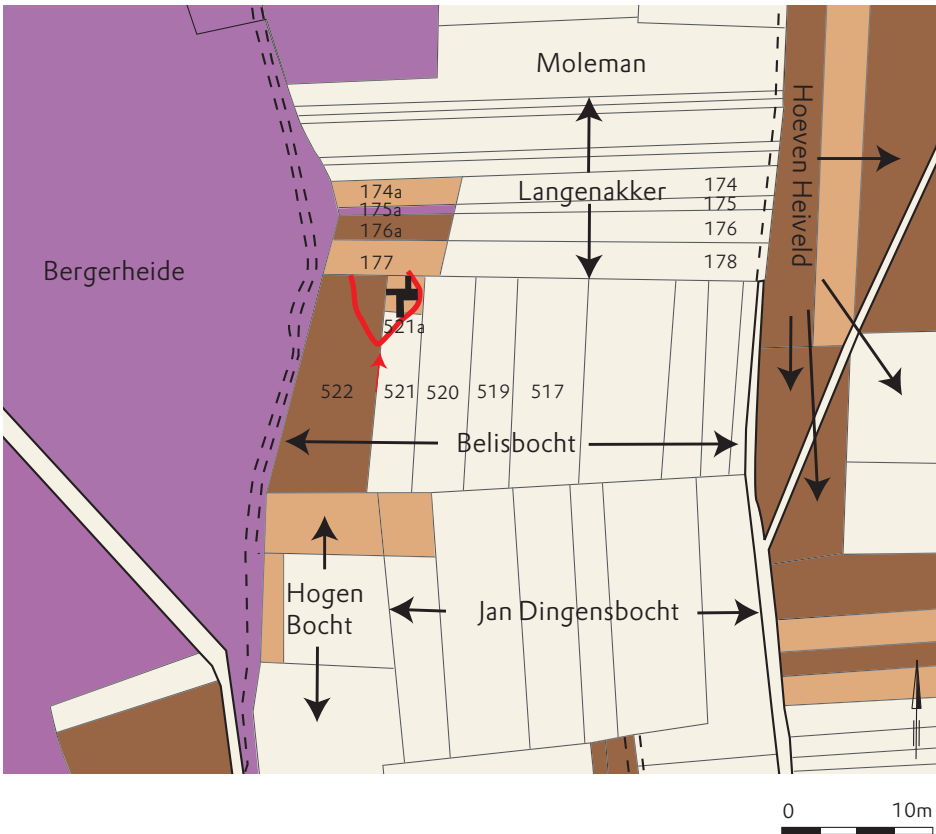 Moleman
Hoeven Heiveld
174a
Langenakker
174
175a
175
176a
176
177
178
Bergerheide
521a
522
521
520
519
517
Belisbocht
Hogen
Bocht
Jan Dingensbocht
0
10m